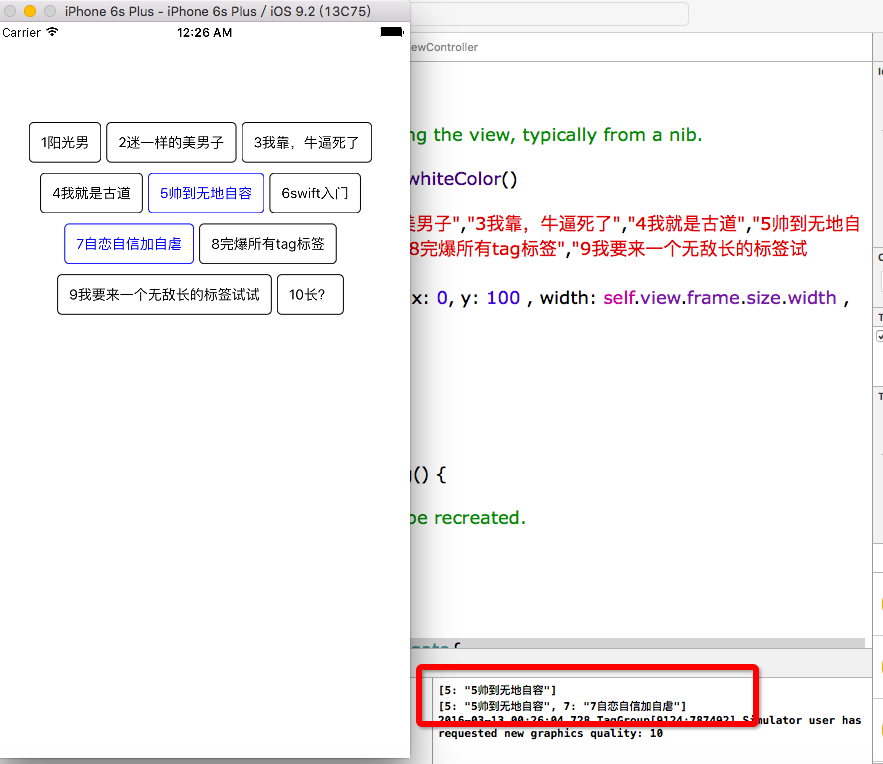 iPhone 6s Plus - iPhone 6s Plus / iOS 9.2 (13C75)
Carrier 12:26 AM
1阳光男 2迷一样的美男子 3我靠，牛逼死了
4我就是古道 5帅到无地自容 6swift入门
7自恋自信加自虐 8完爆所有tag标签
9我要来一个无敌长的标签试试 10长？
ewController
ng the view, typically from a nib.
whiteColor()
美男子","3我靠，牛逼死了","4我就是古道","5帅到无地自
8完爆所有tag标签","9我要来一个无敌长的标签试
x: 0, y: 100 , width: self.view.frame.size.width ,
() {
be recreated.
[5: "5帅到无地自容"]
[5: "5帅到无地自容", 7: "7自恋自信加自虐"]
2016-03-13 00:26:04.728 TagGroup[9124:787492] Simulator user has
requested new graphics quality: 10